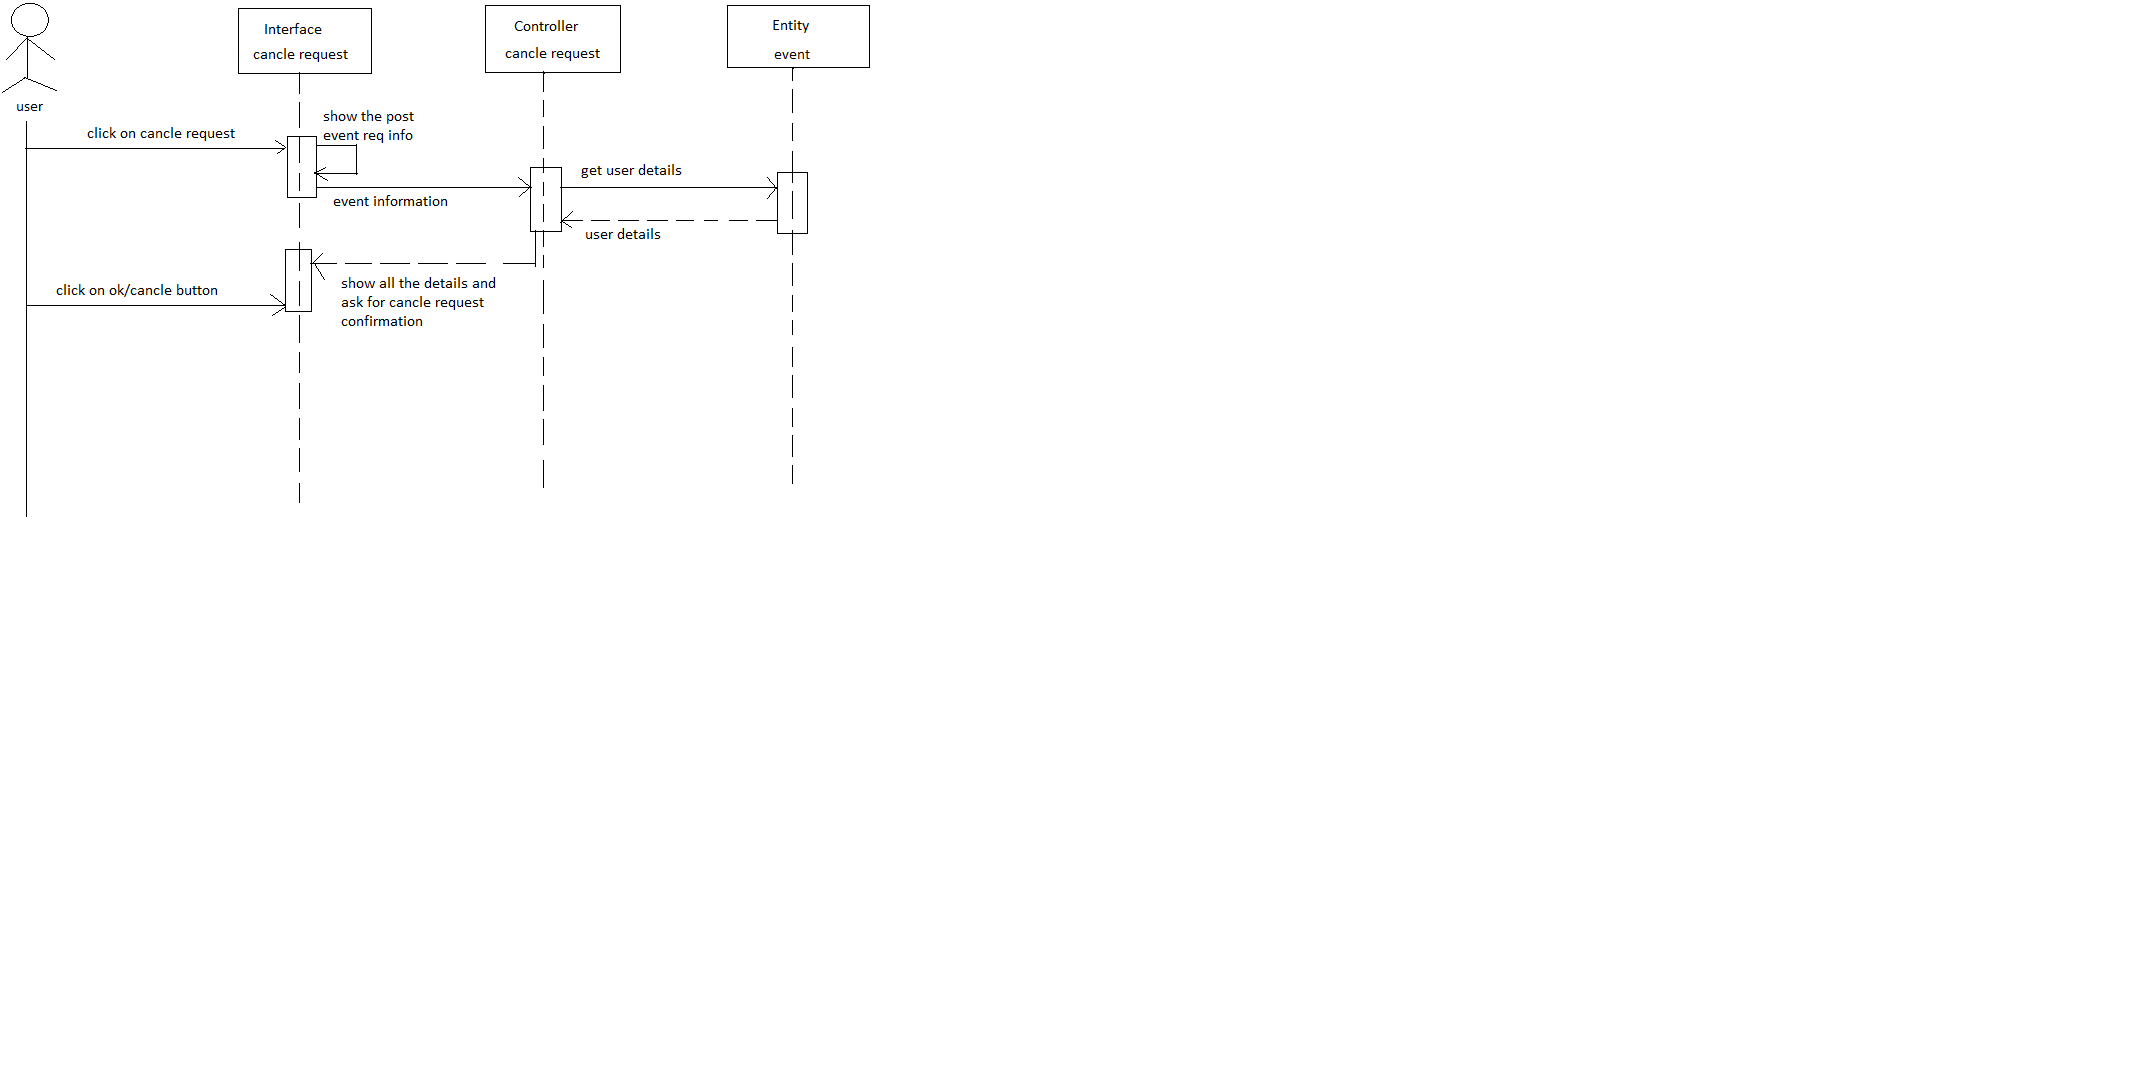 Interface
cancle request
Controller
cancle request
Entity
event
user
click on cancle request
show the post
event req info
event information
get user details
user details
show all the details and
ask for cancle request
confirmation
click on ok/cancle button